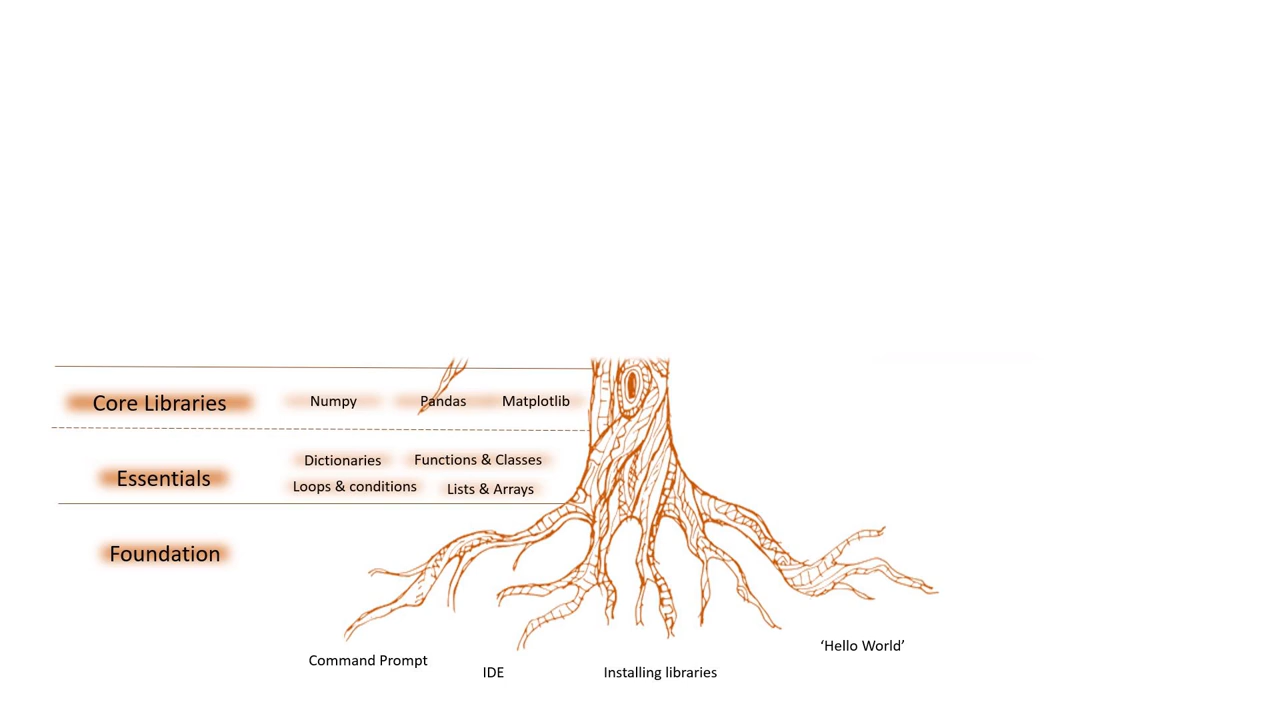 Core Libraries
Numpy
Pandas
Matplotlib
Essentials
Dictionaries
Functions & Classes
Loops & conditions
Lists & Arrays
Foundation
Command Prompt
IDE
Installing libraries
‘Hello World’